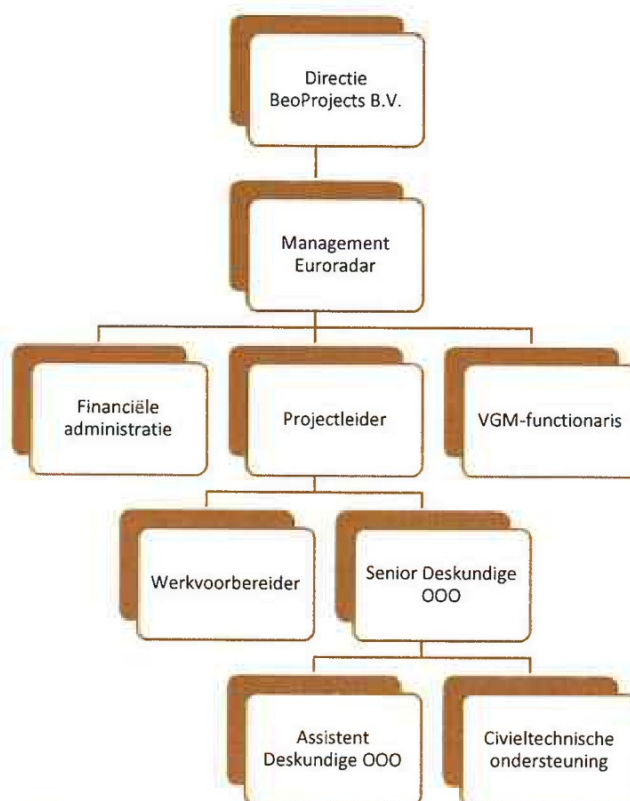 Directie
BeoProjects B.V.
Management
Euroradar
Financiële
administratie
Projectleider
VGM-functionaris
Werkvoorbereider
Senior Deskundige
OOO
Assistent
Deskundige OOO
Civieltechnische
ondersteuning